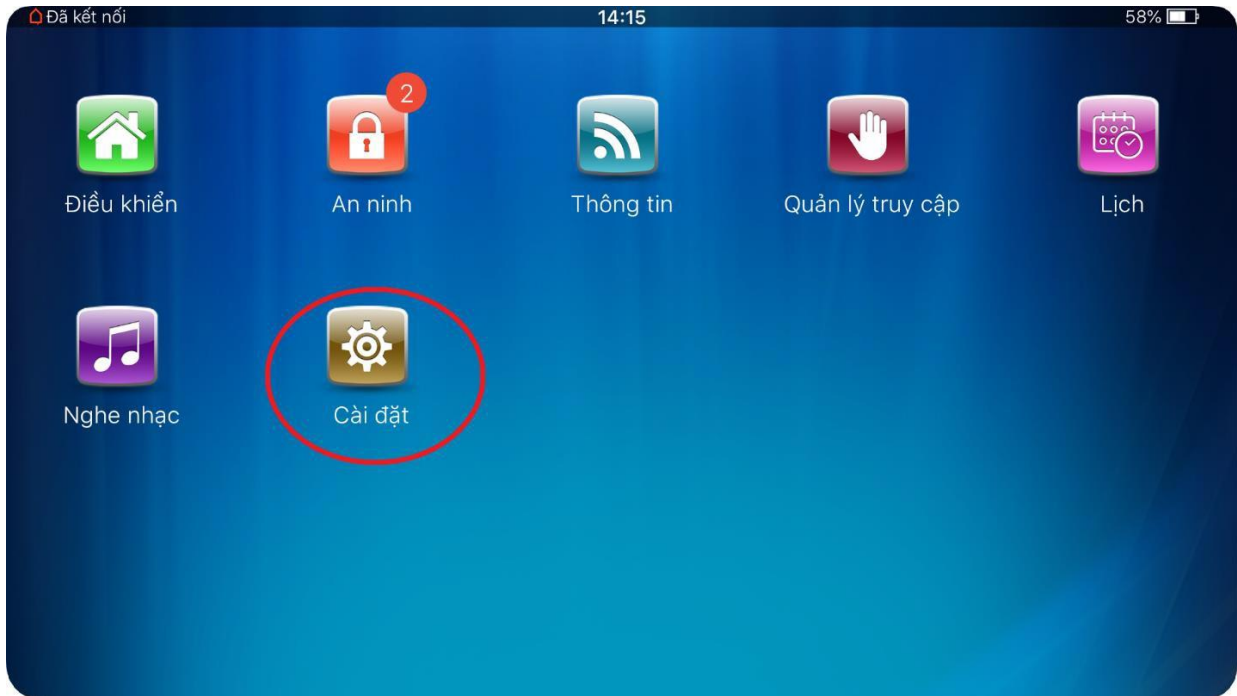 Đã kết nối
14:15
58%
2
Điều khiển
An ninh
Thông tin
Quản lý truy cập
Lịch
Nghe nhạc
Cài đặt